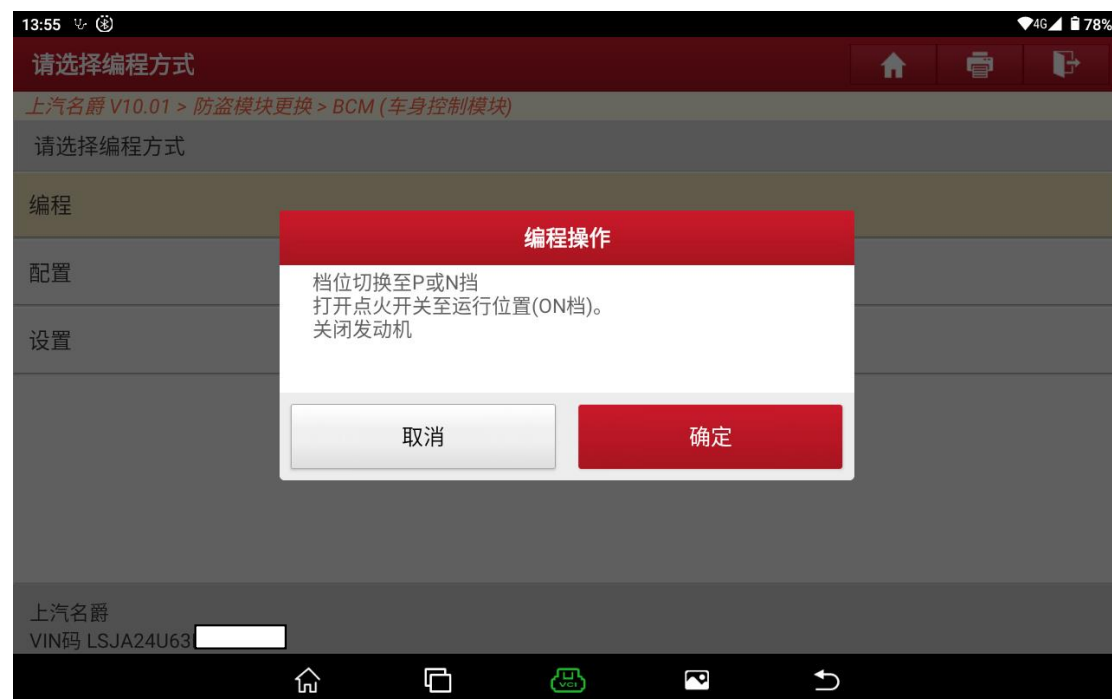 13:55
4G 78%
请选择编程方式
上汽名爵 V10.01 > 防盗模块更换 > BCM (车身控制模块)
请选择编程方式
编程
配置
设置
编程操作
档位切换至P或N挡
打开点火开关至运行位置(ON档)。
关闭发动机
取消
确定
上汽名爵
VIN码 LSJA24U63
VCI